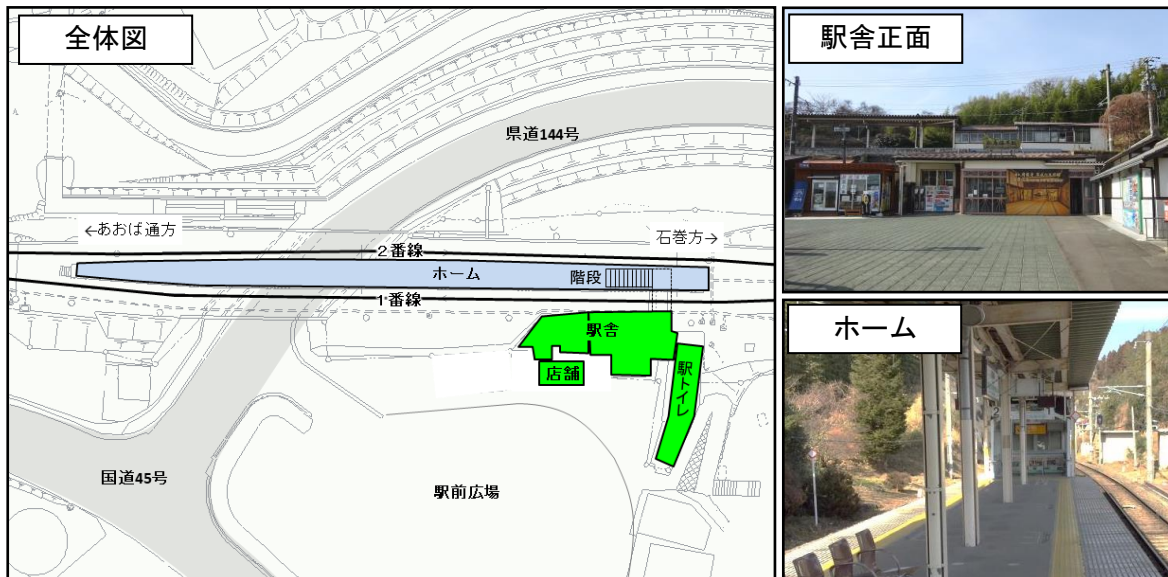 全体図
県道144号
←あおば通方
石巻方→
2番線
ホーム
階段
1番線
駅舎
店舗
駅トイレ
国道45号
駅前広場
駅舎正面
ホーム
2